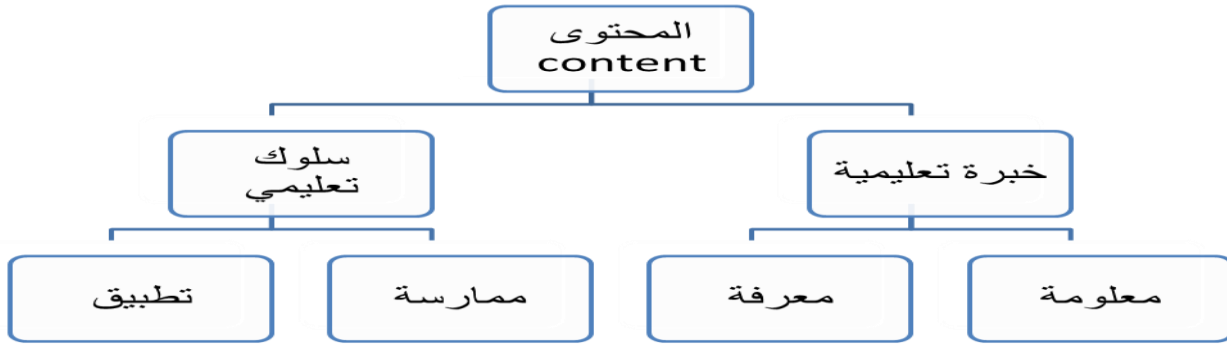 المحتوى
content
خبرة تعليمية
سلوك
تعليمي
معلومة
معرفة
ممارسة
تطبيق